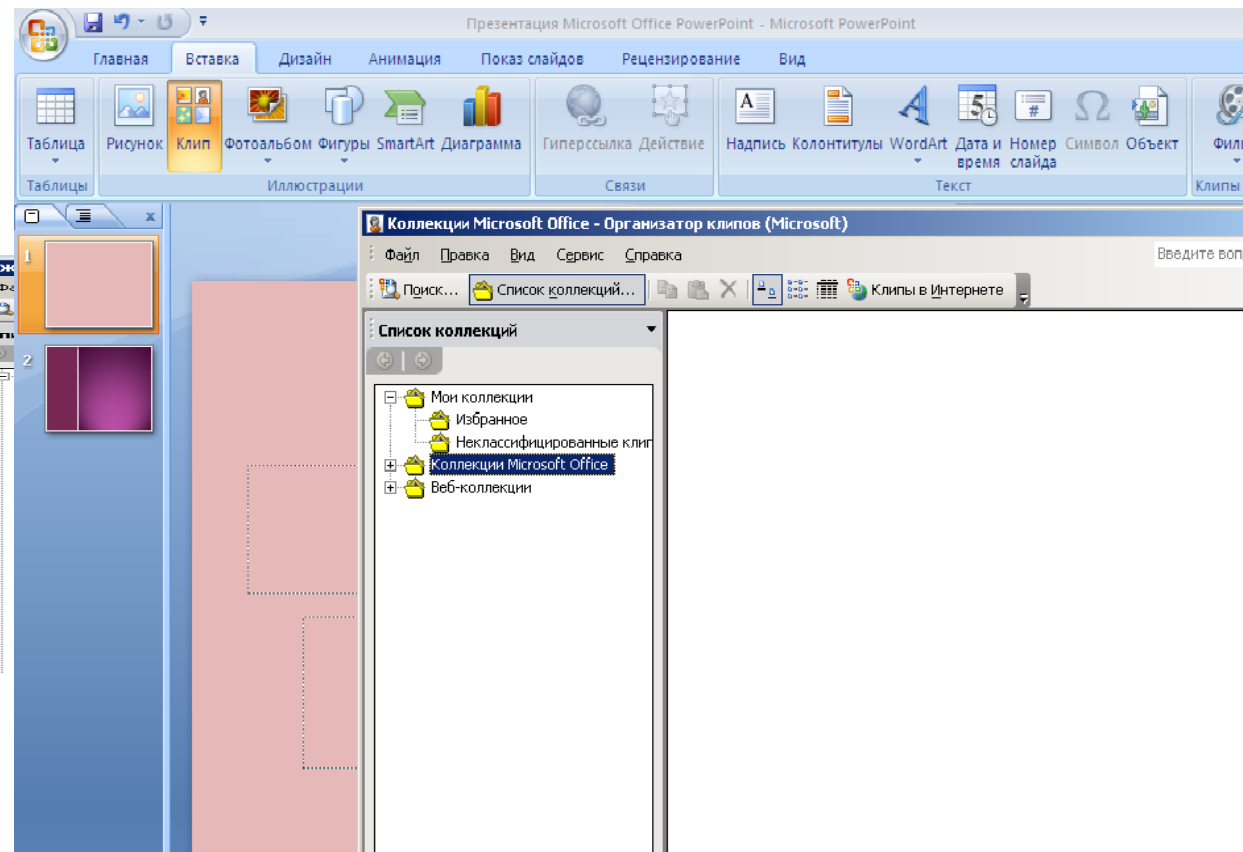 Презентация Microsoft Office PowerPoint - Microsoft PowerPoint
Главная Вставка Дизайн Анимация Показ слайдов Рецензирование Вид
Таблица Рисунок Клип Фотоальбом Фигуры SmartArt Диаграмма Гиперссылка Действие Надпись Колонтитулы WordArt Дата и время Номер слайда Символ Объект
Таблицы Иллюстрации Связи Текст Клипы
1
2
Коллекции Microsoft Office - Организатор клипов (Microsoft)
Файл Правка Вид Сервис Справка Введите
Поиск... Список коллекций... Клипы в Интернете
Список коллекций
Мои коллекции
Избранное
Неклассифицированные
Коллекции Microsoft Office
Веб-коллекции